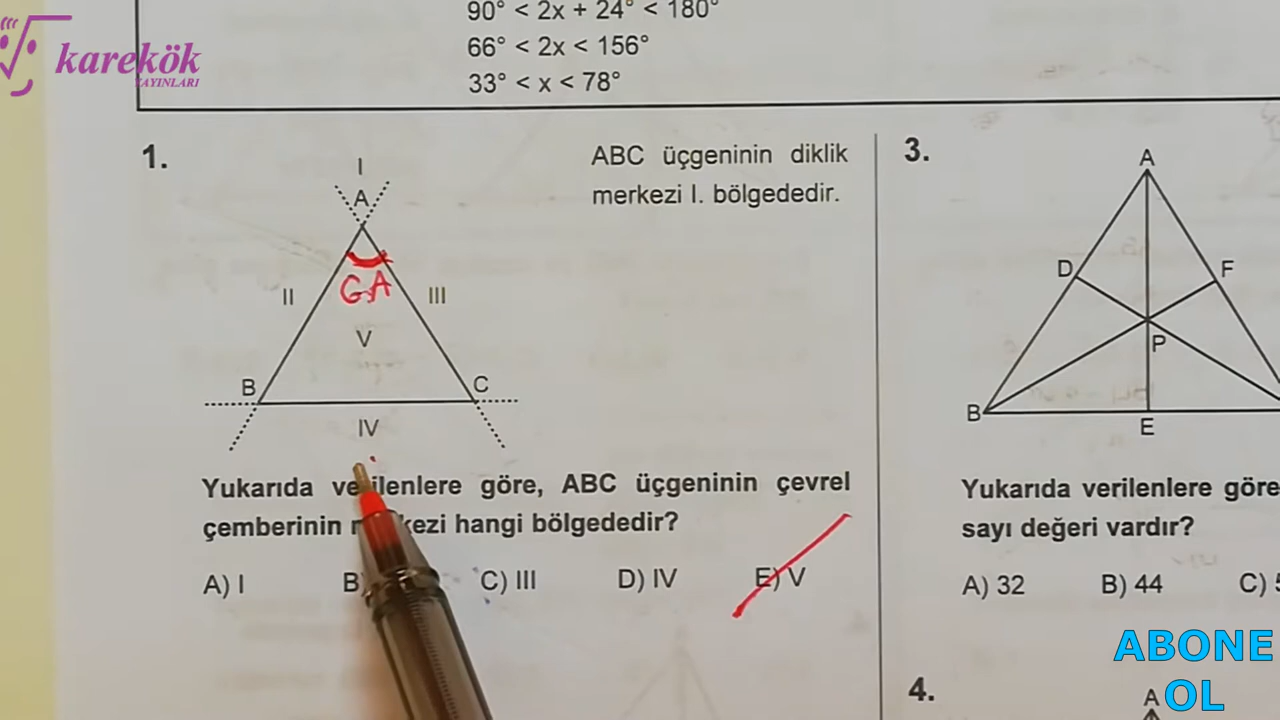 90° < 2x + 24° < 180°
66° < 2x < 156°
33° < x < 78°
karekök
YAYINLARI
1.
I
A
G.A
II
III
V
B
C
IV
ABC üçgeninin diklik
merkezi I. bölgededir.
Yukarıda verilenlere göre, ABC üçgeninin çevrel
çemberinin hangi bölgededir?
A) I
B)
C) III
D) IV
E) V
3.
A
D
F
P
B
E
Yukarıda verilenlere göre
sayı değeri vardır?
A) 32
B) 44
C)
4.
A
ABONE
OL